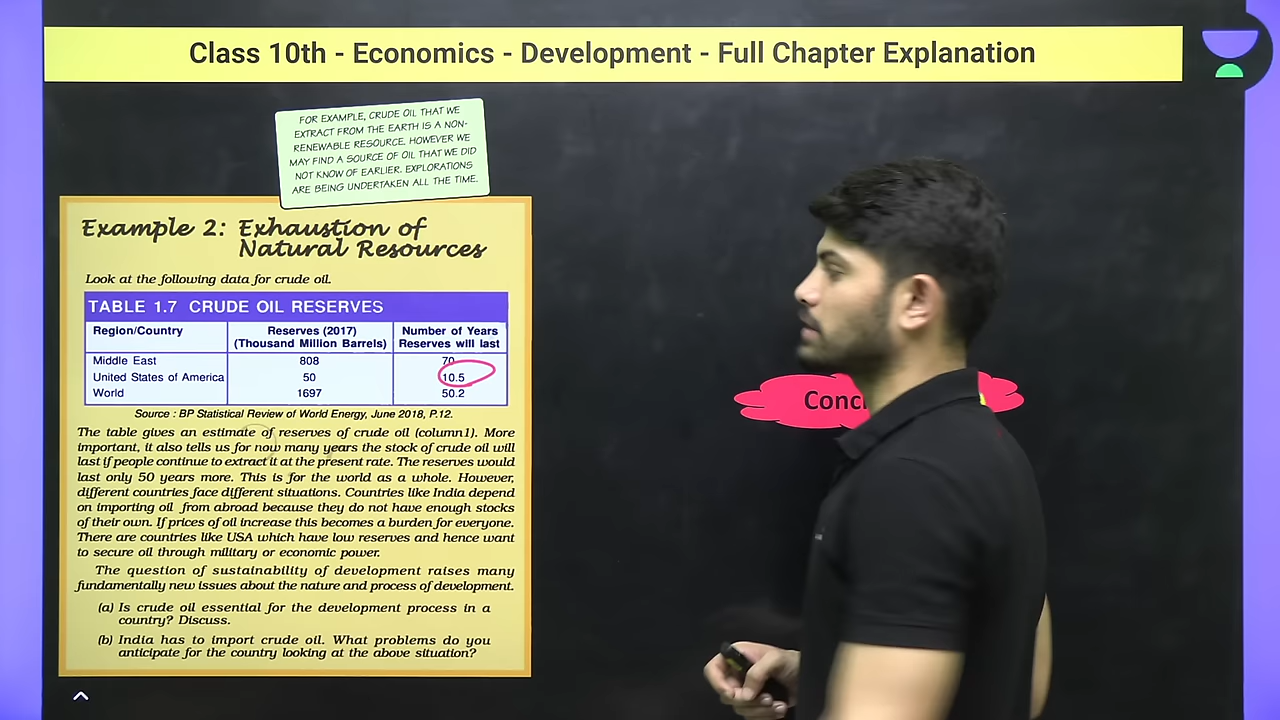 Class 10th - Economics - Development - Full Chapter Explanation
FOR EXAMPLE, CRUDE OIL THAT WE
EXTRACT FROM THE EARTH IS A NON-
RENEWABLE RESOURCE. HOWEVER WE
MAY FIND A SOURCE OF OIL THAT WE DID
NOT KNOW OF EARLIER. EXPLORATIONS
ARE BEING UNDERTAKEN ALL THE TIME.
Example 2: Exhaustion of
Natural Resources
Look at the following data for crude oil.
TABLE 1.7 CRUDE OIL RESERVES
Region/Country Reserves (2017) Number of Years
(Thousand Million Barrels) Reserves will last
Middle East 808 70
United States of America 50 10.5
World 1697 50.2
Source : BP Statistical Review of World Energy, June 2018, P.12.
The table gives an estimate of reserves of crude oil (column1). More
important, it also tells us for now many years the stock of crude oil will
last if people continue to extract it at the present rate. The reserves would
last only 50 years more. This is for the world as a whole. However,
different countries face different situations. Countries like India depend
on importing oil from abroad because they do not have enough stocks
of their own. If prices of oil increase this becomes a burden for everyone.
There are countries like USA which have low reserves and hence want
to secure oil through military or economic power.
The question of sustainability of development raises many
fundamentally new issues about the nature and process of development.
(a) Is crude oil essential for the development process in a
country? Discuss.
(b) India has to import crude oil. What problems do you
anticipate for the country looking at the above situation?